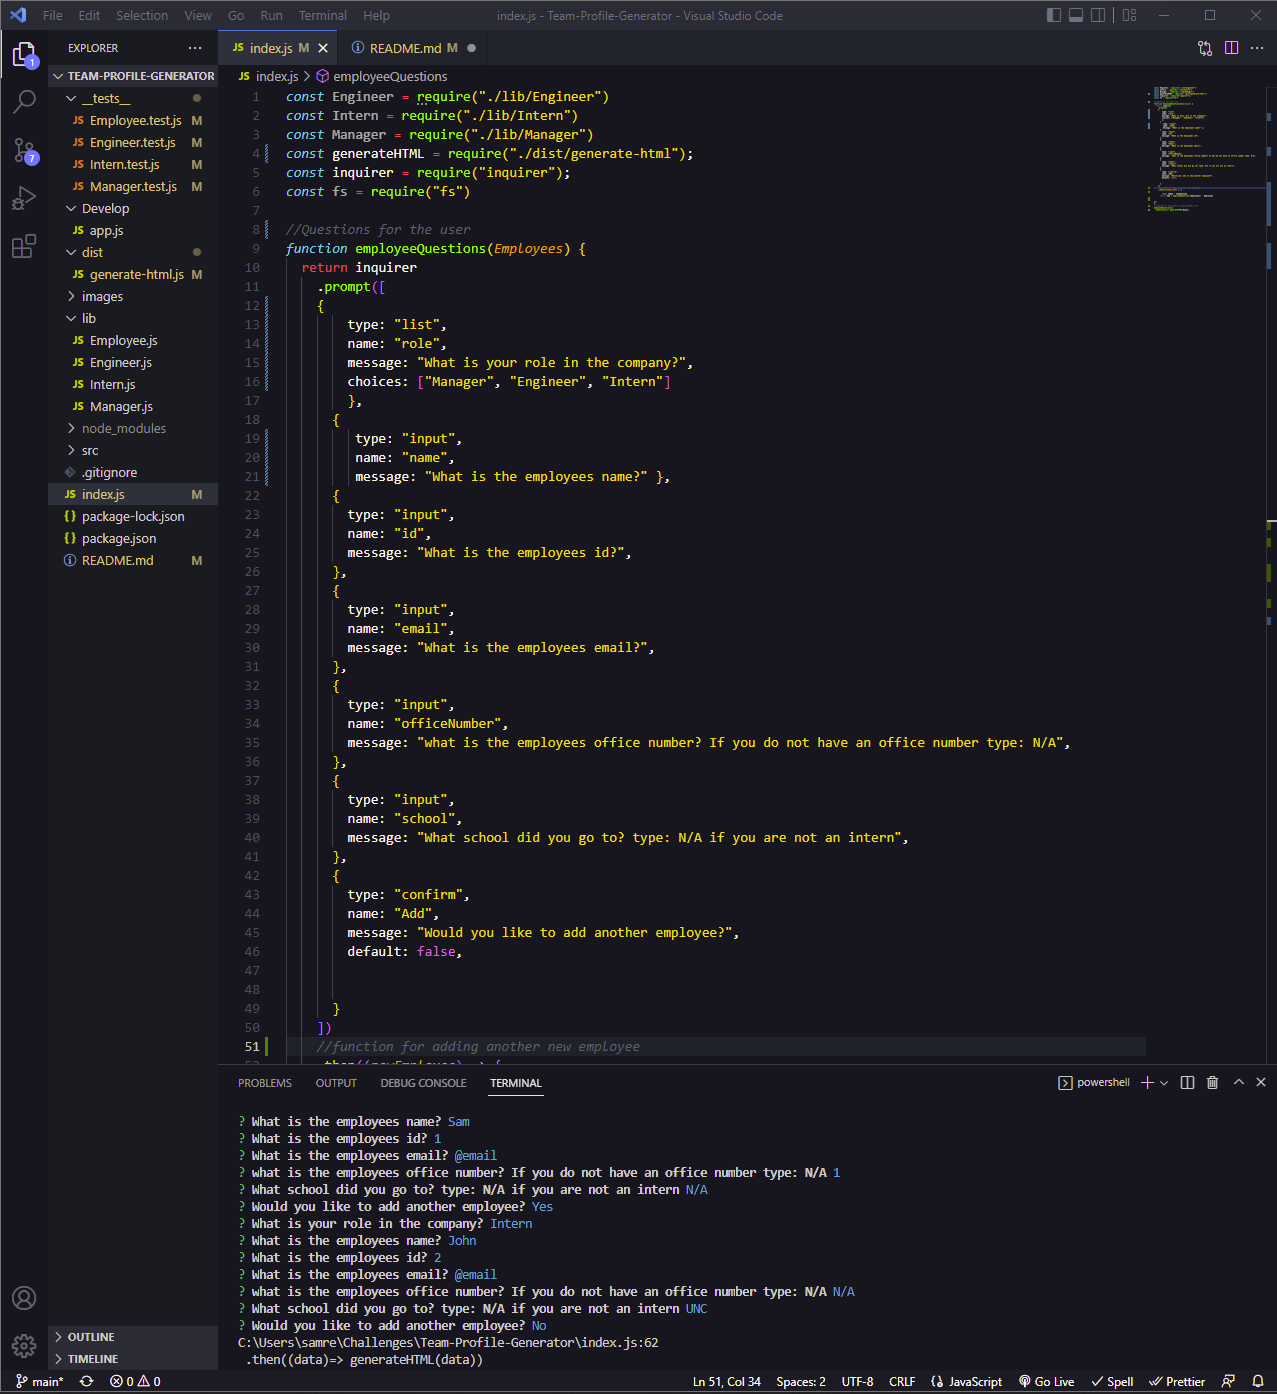 File Edit Selection View Go Run Terminal Help index.js - Team-Profile-Generator - Visual Studio Code
EXPLORER
TEAM-PROFILE-GENERATOR
__tests__
JS Employee.test.js M
JS Engineer.test.js M
JS Intern.test.js M
JS Manager.test.js M
Develop
JS app.js
dist
JS generate-html.js M
images
lib
JS Employee.js
JS Engineer.js
JS Intern.js
JS Manager.js
node_modules
src
.gitignore
JS index.js M
{} package-lock.json
{} package.json
README.md M
OUTLINE
TIMELINE
1
7
JS index.js M README.md M
JS index.js > employeeQuestions
1 const Engineer = require("./lib/Engineer")
2 const Intern = require("./lib/Intern")
3 const Manager = require("./lib/Manager")
4 const generateHTML = require("./dist/generate-html");
5 const inquirer = require("inquirer");
6 const fs = require("fs")
7
8 //Questions for the user
9 function employeeQuestions(Employees) {
10 return inquirer
11 .prompt([
12 {
13 type: "list",
14 name: "role",
15 message: "What is your role in the company?",
16 choices: ["Manager", "Engineer", "Intern"]
17 },
18 {
19 type: "input",
20 name: "name",
21 message: "What is the employees name?" },
22 {
23 type: "input",
24 name: "id",
25 message: "What is the employees id?",
26 },
27 {
28 type: "input",
29 name: "email",
30 message: "What is the employees email?",
31 },
32 {
33 type: "input",
34 name: "officeNumber",
35 message: "what is the employees office number? If you do not have an office number type: N/A",
36 },
37 {
38 type: "input",
39 name: "school",
40 message: "What school did you go to? type: N/A if you are not an intern",
41 },
42 {
43 type: "confirm",
44 name: "Add",
45 message: "Would you like to add another employee?",
46 default: false,
47
48
49 }
50 ])
51 //function for adding another new employee
PROBLEMS OUTPUT DEBUG CONSOLE TERMINAL powershell
? What is the employees name? Sam
? What is the employees id? 1
? What is the employees email? @email
? what is the employees office number? If you do not have an office number type: N/A 1
? What school did you go to? type: N/A if you are not an intern N/A
? Would you like to add another employee? Yes
? What is your role in the company? Intern
? What is the employees name? John
? What is the employees id? 2
? What is the employees email? @email
? what is the employees office number? If you do not have an office number type: N/A N/A
? What school did you go to? type: N/A if you are not an intern UNC
? Would you like to add another employee? No
C:\Users\samre\Challenges\Team-Profile-Generator\index.js:62
.then((data)=> generateHTML(data))
main* 0 0 Ln 51, Col 34 Spaces: 2 UTF-8 CRLF JavaScript Go Live Spell Prettier